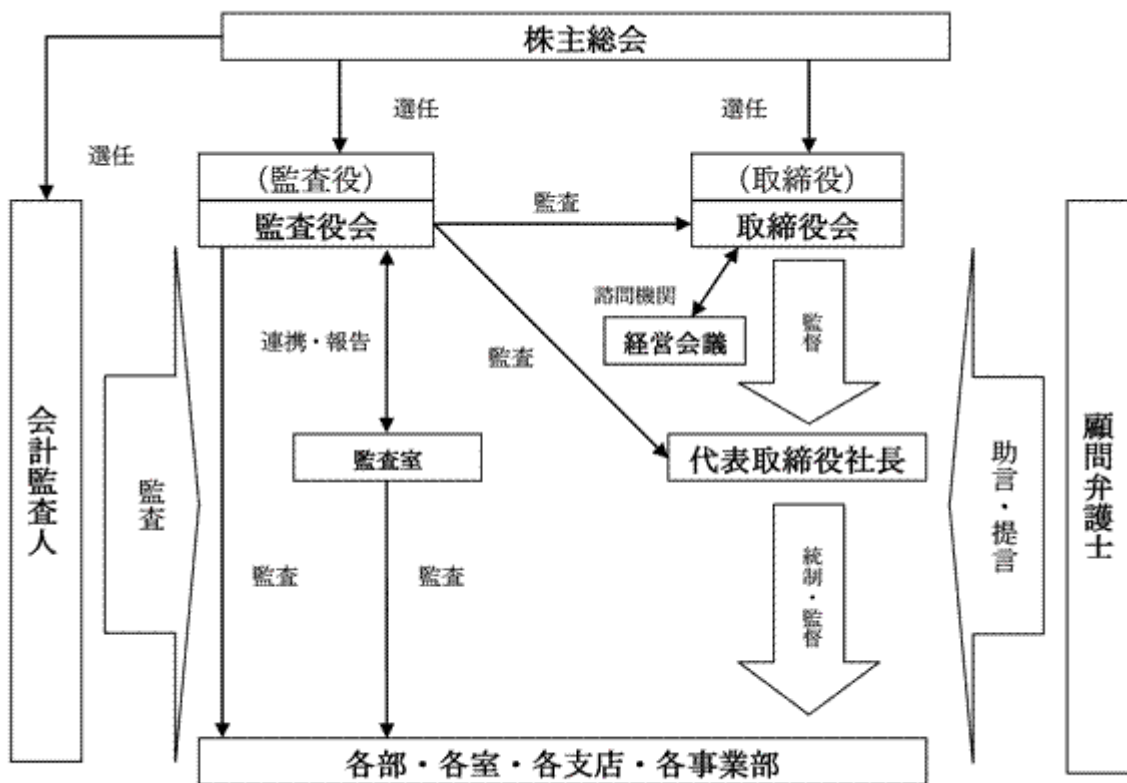 株主総会
選任
選任
選任
(監査役)
監査役会
監査
(取締役)
取締役会
諮問機関
経営会議
監督
連携・報告
監査
監査室
代表取締役社長
会計監査人
監査
監査
監査
統制・監督
助言・提言
顧問弁護士
各部・各室・各支店・各事業部